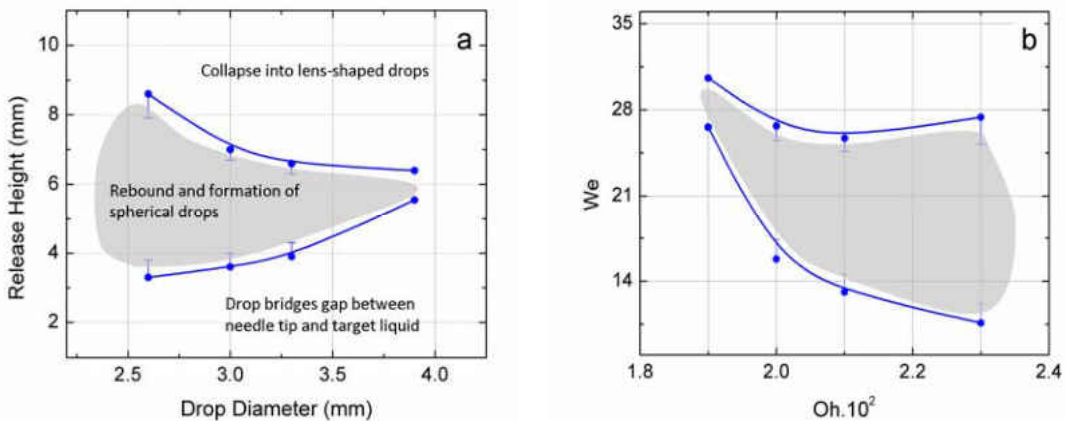 a
10
8
6
4
2
Release Height (mm)
Collapse into lens-shaped drops
Rebound and formation of
spherical drops
Drop bridges gap between
needle tip and target liquid
2.5 3.0 3.5 4.0
Drop Diameter (mm)
b
35
28
21
14
We
1.8 2.0 2.2 2.4
Oh.10²